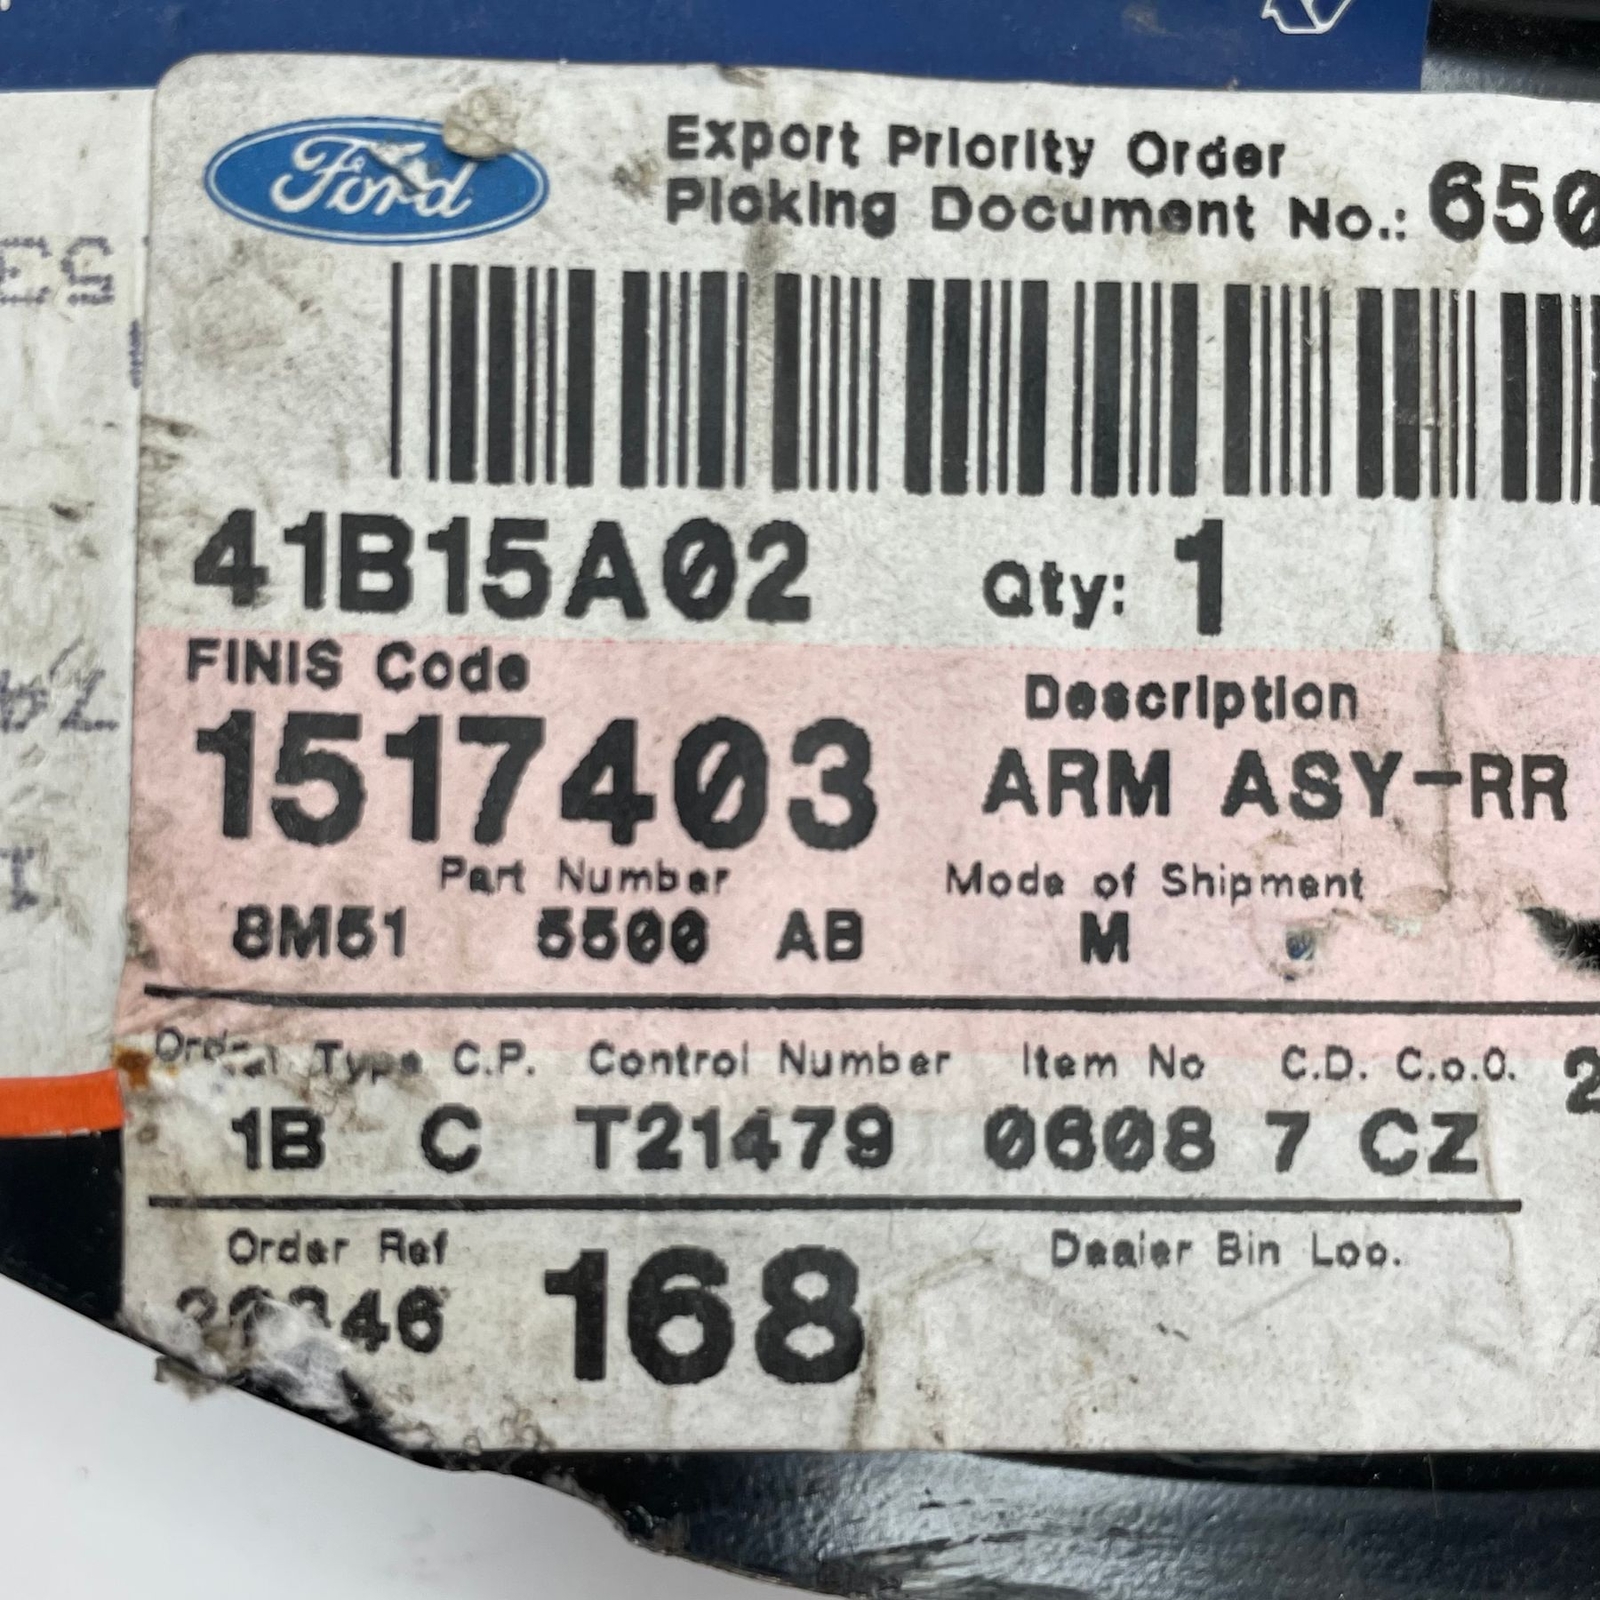 Ford
Export Priority Order
Picking Document No.: 650
41B15A02 Qty: 1
FINIS Code
Description
1517403 ARM ASY-RR
Part Number Mode of Shipment
8M51 5500 AB M
Type C.P. Control Number Item No C.D. C.o.O.
1B C T21479 0608 7 CZ 2
Order Ref Dealer Bin Loc.
168